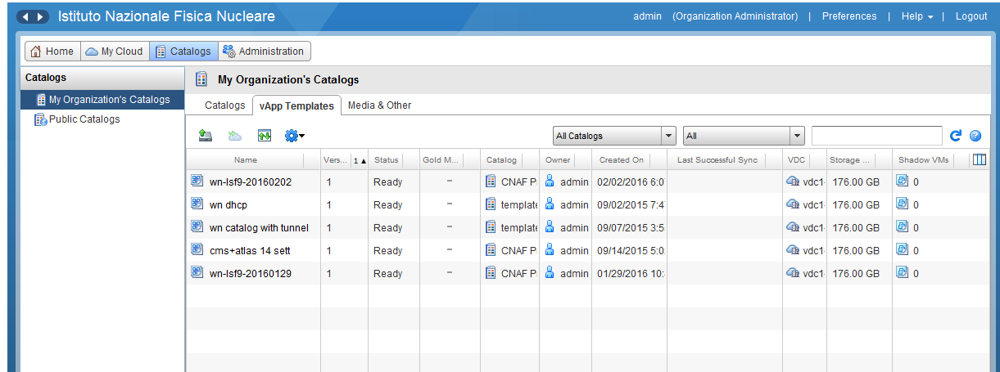 Istituto Nazionale Fisica Nucleare admin (Organization Administrator) | Preferences | Help | Logout
Home My Cloud Catalogs Administration
Catalogs
My Organization's Catalogs
Public Catalogs
My Organization's Catalogs
Catalogs vApp Templates Media & Other
All Catalogs All
Name Vers... 1 Status Gold M... Catalog Owner Created On Last Successful Sync VDC Storage ... Shadow VMs
wn-lsf9-20160202 1 Ready – CNAF P admin 02/02/2016 6:0 vdc1- 176.00 GB 0
wn dhcp 1 Ready – template admin 09/02/2015 7:4 vdc1- 176.00 GB 0
wn catalog with tunnel 1 Ready – template admin 09/07/2015 3:5 vdc1- 176.00 GB 0
cms+atlas 14 sett 1 Ready – CNAF P admin 09/14/2015 5:0 vdc1- 176.00 GB 0
wn-lsf9-20160129 1 Ready – CNAF P admin 01/29/2016 10: vdc1- 176.00 GB 0